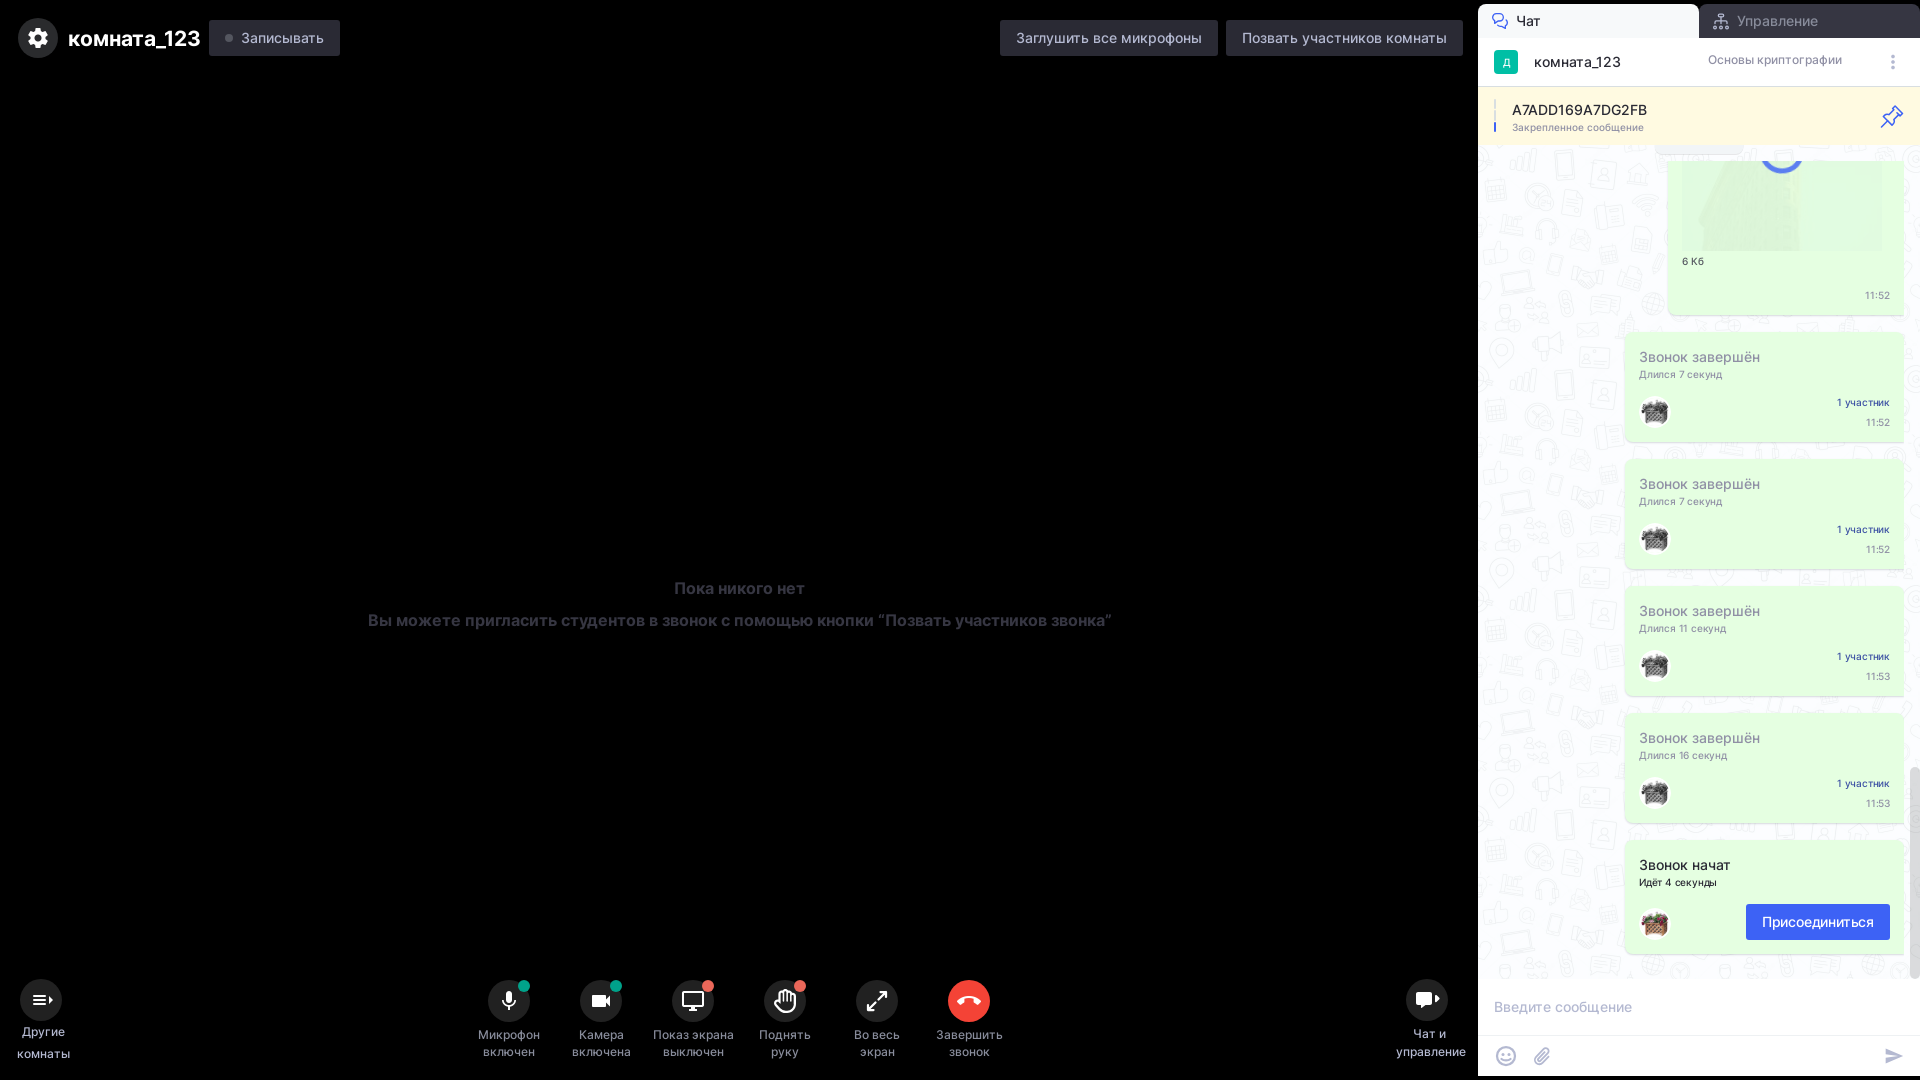 комната_123
Записывать
Заглушить все микрофоны
Позвать участников комнаты
Чат
Управление
Д
комната_123
Основы криптографии
A7ADD169A7DG2FB
Закрепленное сообщение
6 Кб
11:52
Звонок завершён
Длился 7 секунд
1 участник
11:52
Звонок завершён
Длился 7 секунд
1 участник
11:52
Звонок завершён
Длился 11 секунд
1 участник
11:53
Звонок завершён
Длился 16 секунд
1 участник
11:53
Звонок начат
Идёт 4 секунды
Присоединиться
Пока никого нет
Вы можете пригласить студентов в звонок с помощью кнопки “Позвать участников звонка”
Другие
комнаты
Микрофон
включен
Камера
включена
Показ экрана
выключен
Поднять
руку
Во весь
экран
Завершить
звонок
Чат и
управление
Введите сообщение